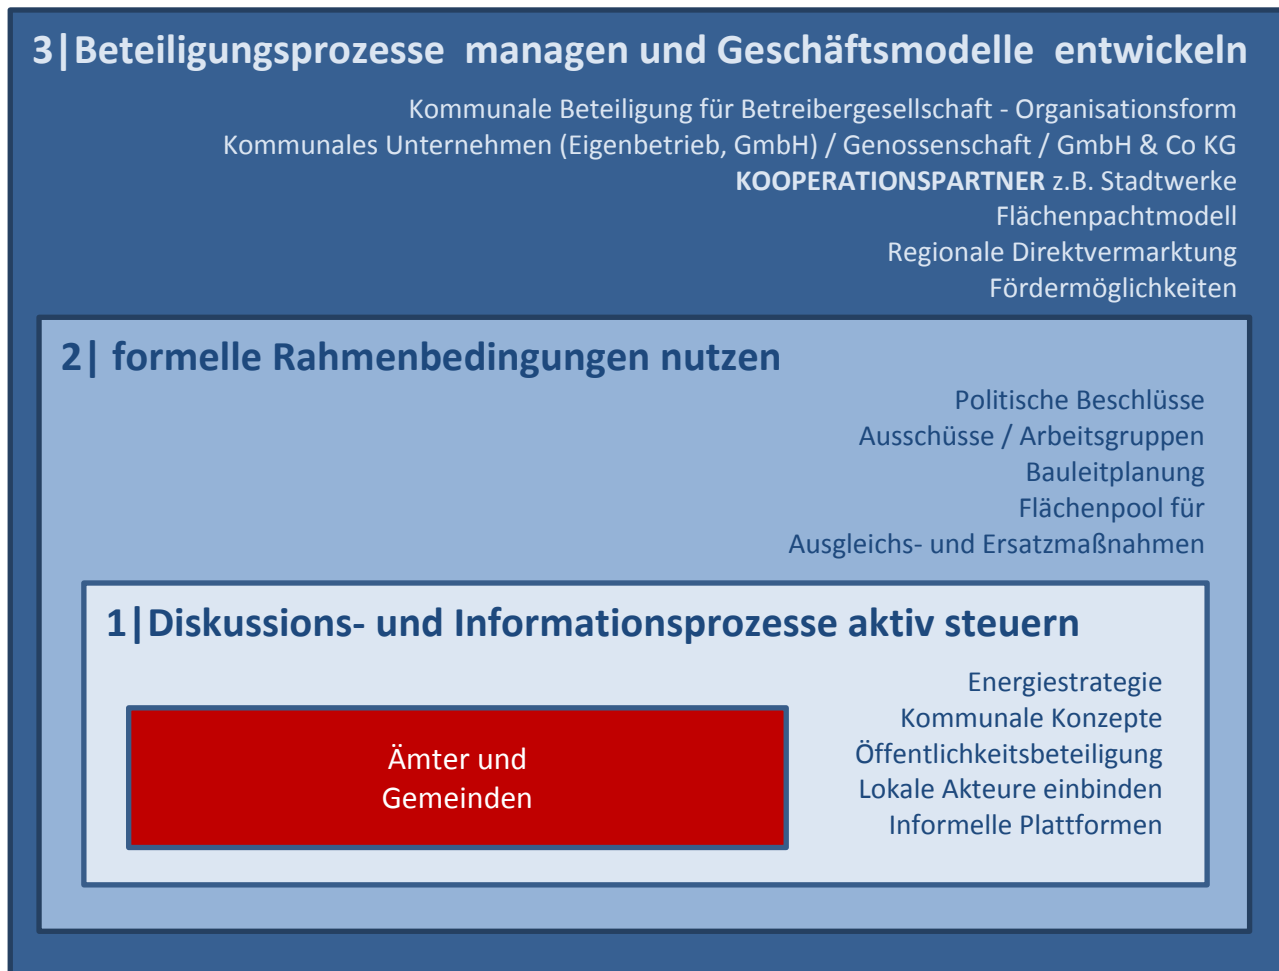 3|Beteiligungsprozesse managen und Geschäftsmodelle entwickeln
Kommunale Beteiligung für Betreibergesellschaft - Organisationsform
Kommunales Unternehmen (Eigenbetrieb, GmbH) / Genossenschaft / GmbH & Co KG
KOOPERATIONSPARTNER z.B. Stadtwerke
Flächenpachtmodell
Regionale Direktvermarktung
Fördermöglichkeiten
2| formelle Rahmenbedingungen nutzen
Politische Beschlüsse
Ausschüsse / Arbeitsgruppen
Bauleitplanung
Flächenpool für
Ausgleichs- und Ersatzmaßnahmen
1|Diskussions- und Informationsprozesse aktiv steuern
Energiestrategie
Kommunale Konzepte
Öffentlichkeitsbeteiligung
Lokale Akteure einbinden
Informelle Plattformen
Ämter und
Gemeinden